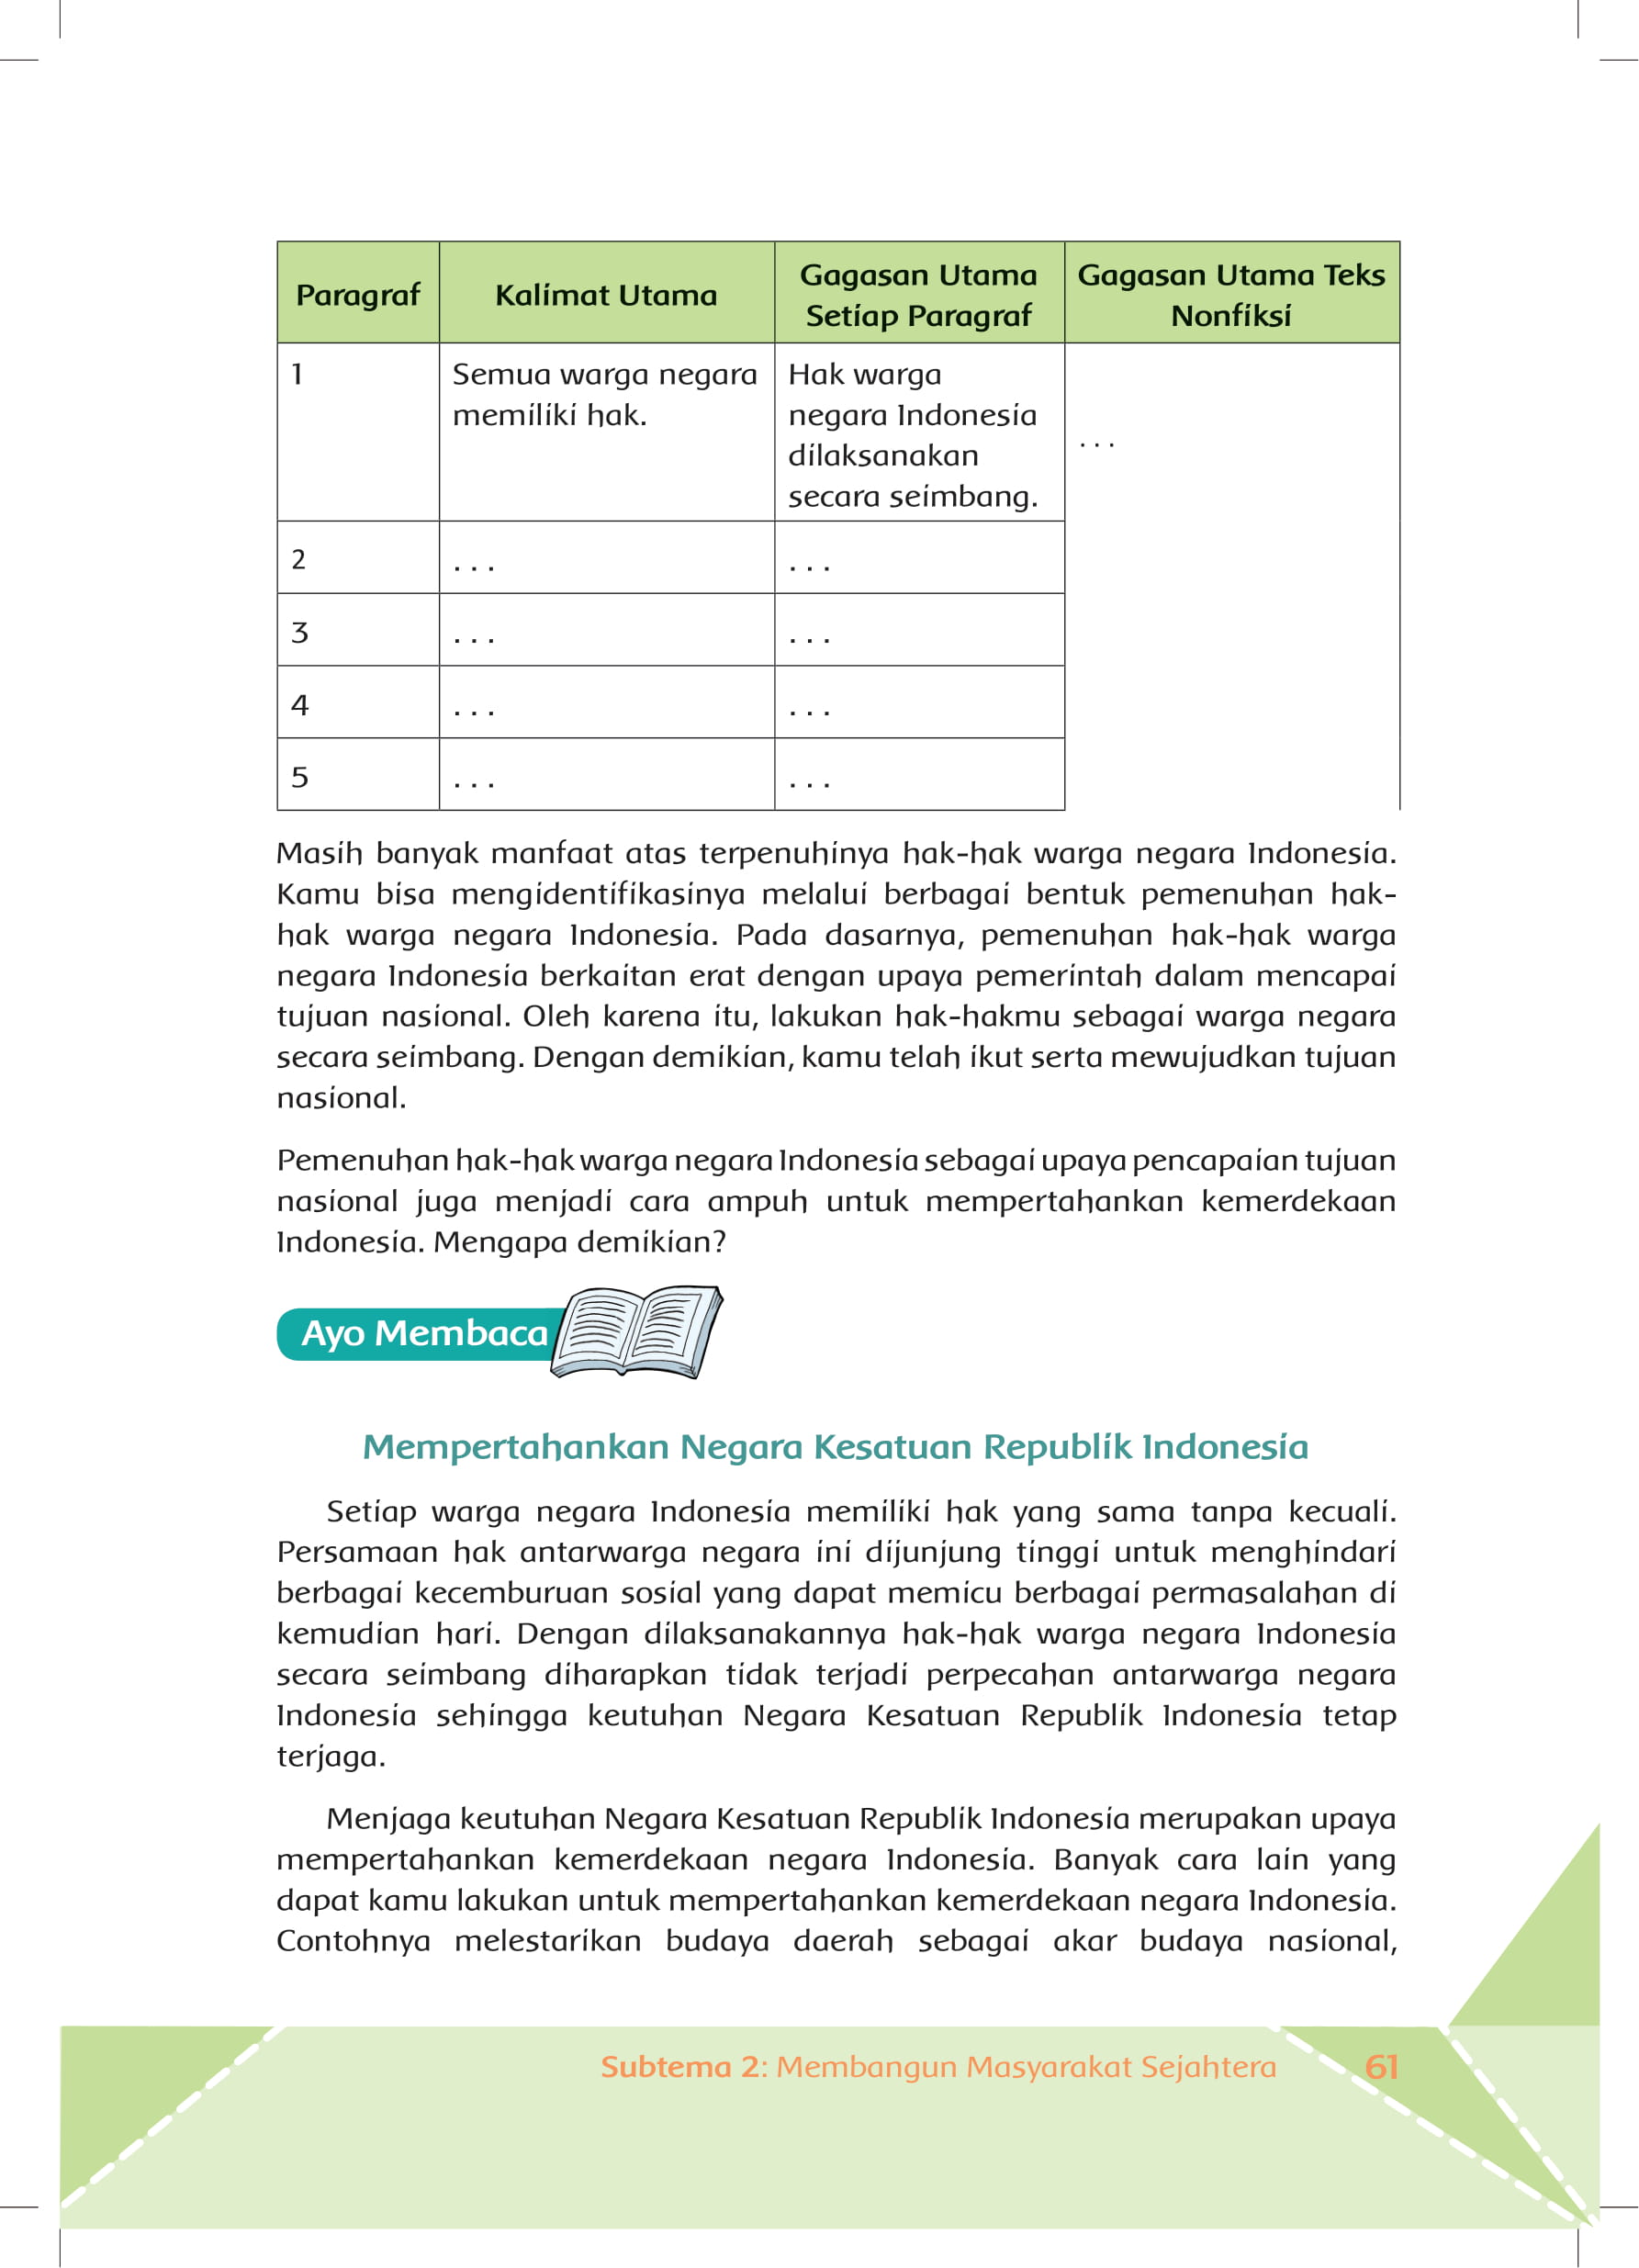 Paragraf
Kalimat Utama
Gagasan Utama
Setiap Paragraf
Gagasan Utama Teks
Nonfiksi
1
Semua warga negara
memiliki hak.
Hak warga
negara Indonesia
dilaksanakan
secara seimbang.
. . .
2
. . .
. . .
3
. . .
. . .
4
. . .
. . .
5
. . .
. . .
Masih banyak manfaat atas terpenuhinya hak-hak warga negara Indonesia.
Kamu bisa mengidentifikasinya melalui berbagai bentuk pemenuhan hak-
hak warga negara Indonesia. Pada dasarnya, pemenuhan hak-hak warga
negara Indonesia berkaitan erat dengan upaya pemerintah dalam mencapai
tujuan nasional. Oleh karena itu, lakukan hak-hakmu sebagai warga negara
secara seimbang. Dengan demikian, kamu telah ikut serta mewujudkan tujuan
nasional.
Pemenuhan hak-hak warga negara Indonesia sebagai upaya pencapaian tujuan
nasional juga menjadi cara ampuh untuk mempertahankan kemerdekaan
Indonesia. Mengapa demikian?
Ayo Membaca
Mempertahankan Negara Kesatuan Republik Indonesia
Setiap warga negara Indonesia memiliki hak yang sama tanpa kecuali.
Persamaan hak antarwarga negara ini dijunjung tinggi untuk menghindari
berbagai kecemburuan sosial yang dapat memicu berbagai permasalahan di
kemudian hari. Dengan dilaksanakannya hak-hak warga negara Indonesia
secara seimbang diharapkan tidak terjadi perpecahan antarwarga negara
Indonesia sehingga keutuhan Negara Kesatuan Republik Indonesia tetap
terjaga.
Menjaga keutuhan Negara Kesatuan Republik Indonesia merupakan upaya
mempertahankan kemerdekaan negara Indonesia. Banyak cara lain yang
dapat kamu lakukan untuk mempertahankan kemerdekaan negara Indonesia.
Contohnya melestarikan budaya daerah sebagai akar budaya nasional,
Subtema 2: Membangun Masyarakat Sejahtera
61